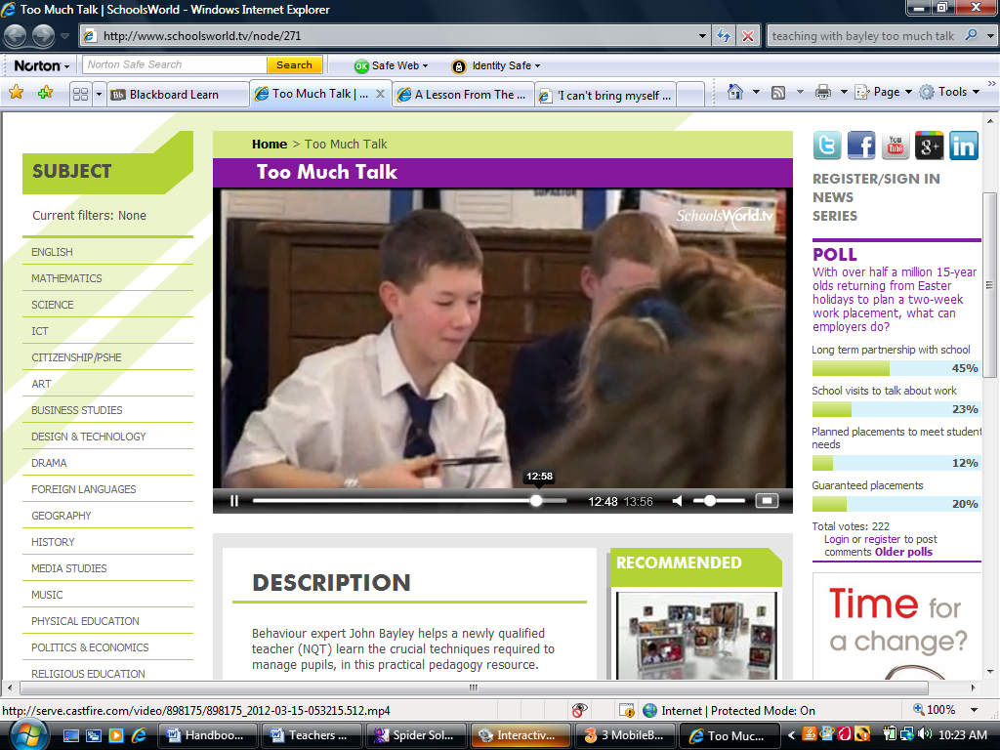 Too Much Talk | SchoolsWorld - Windows Internet Explorer
http://www.schoolsworld.tv/node/271
teaching with bayley too much talk
Norton
Norton Safe Search
Search
OK Safe Web
Identity Safe
Bb Blackboard Learn
Too Much Talk | ...
A Lesson From The ...
'I can't bring myself ...
Page
Tools
Home > Too Much Talk
Too Much Talk
SchoolsWorld.tv
12:58
12:48 13:56
SUBJECT
Current filters: None
ENGLISH
MATHEMATICS
SCIENCE
ICT
CITIZENSHIP/PSHE
ART
BUSINESS STUDIES
DESIGN & TECHNOLOGY
DRAMA
FOREIGN LANGUAGES
GEOGRAPHY
HISTORY
MEDIA STUDIES
MUSIC
PHYSICAL EDUCATION
POLITICS & ECONOMICS
RELIGIOUS EDUCATION
DESCRIPTION
Behaviour expert John Bayley helps a newly qualified
teacher (NQT) learn the crucial techniques required to
manage pupils, in this practical pedagogy resource.
RECOMMENDED
You Tube
g+
in
REGISTER/SIGN IN
NEWS
SERIES
POLL
With over half a million 15-year
olds returning from Easter
holidays to plan a two-week
work placement, what can
employers do?
Long term partnership with school
45%
School visits to talk about work
23%
Planned placements to meet student
needs
12%
Guaranteed placements
20%
Total votes: 222
Login or register to post
comments Older polls
Time for
a change?
http://serve.castfire.com/video/898175/898175_2012-03-15-053215.512.mp4
Internet | Protected Mode: On
100%
Handboo...
Teachers ...
Spider Sol...
Interactiv...
3 MobileB...
Too Muc...
10:23 AM